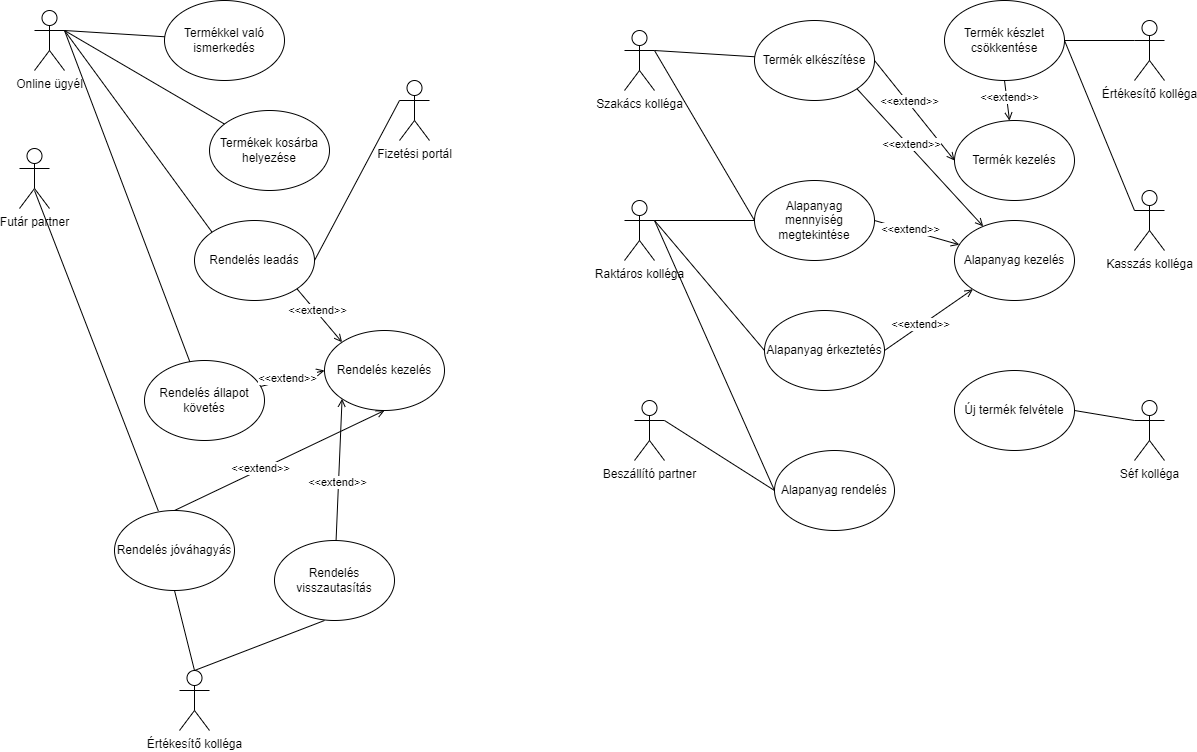 Termékkel való
ismerkedés
Online ügyfél
Termékek kosárba
helyezése
Fizetési portál
Futár partner
Rendelés leadás
<<extend>>
Rendelés kezelés
Rendelés állapot
követés
<<extend>>
<<extend>>
<<extend>>
Rendelés jóváhagyás
Rendelés
visszautasítás
Értékesítő kolléga
Szakács kolléga
Termék elkészítése
Termék készlet
csökkentése
Értékesítő kolléga
<<extend>>
<<extend>>
<<extend>>
Termék kezelés
Alapanyag
mennyiség
megtekintése
<<extend>>
Raktáros kolléga
Alapanyag kezelés
Kasszás kolléga
<<extend>>
Alapanyag érkeztetés
Új termék felvétele
Beszállító partner
Séf kolléga
Alapanyag rendelés